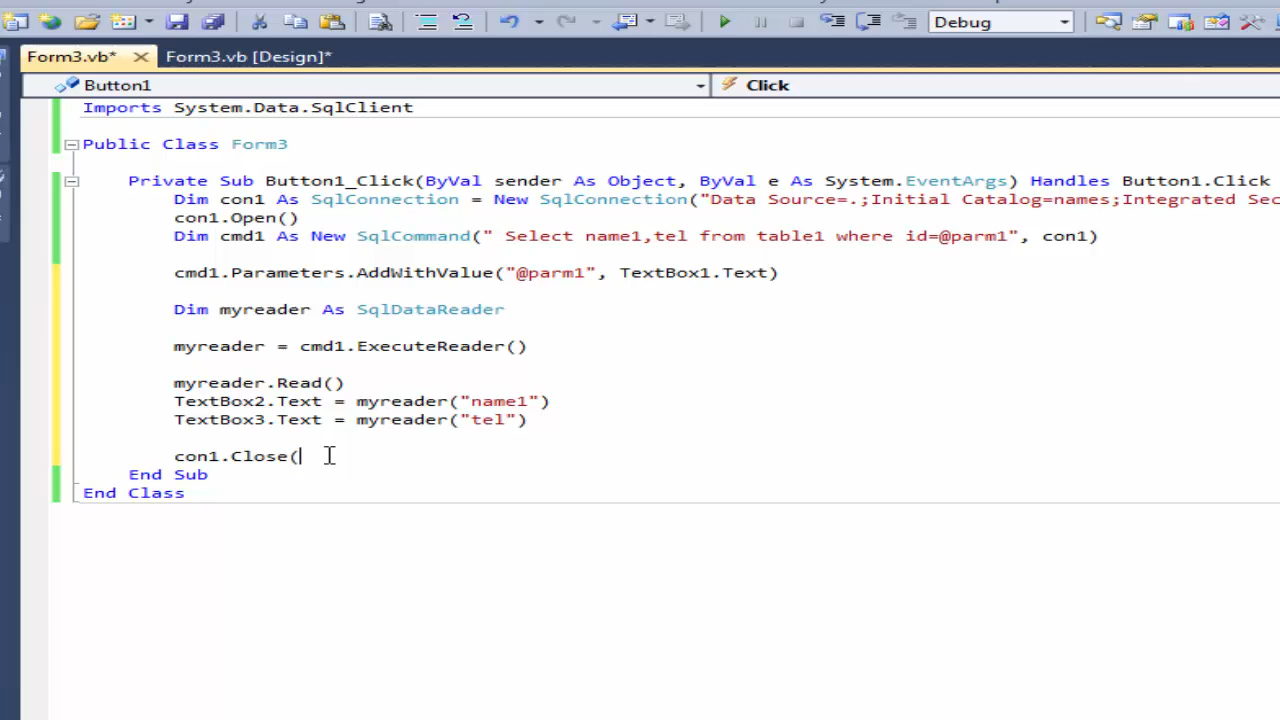 Debug
Form3.vb* Form3.vb [Design]*
Button1 Click
Imports System.Data.SqlClient
Public Class Form3
Private Sub Button1_Click(ByVal sender As Object, ByVal e As System.EventArgs) Handles Button1.Click
Dim con1 As SqlConnection = New SqlConnection("Data Source=.;Initial Catalog=names;Integrated Sec
con1.Open()
Dim cmd1 As New SqlCommand(" Select name1,tel from table1 where id=@parm1", con1)
cmd1.Parameters.AddWithValue("@parm1", TextBox1.Text)
Dim myreader As SqlDataReader
myreader = cmd1.ExecuteReader()
myreader.Read()
TextBox2.Text = myreader("name1")
TextBox3.Text = myreader("tel")
con1.Close(
End Sub
End Class